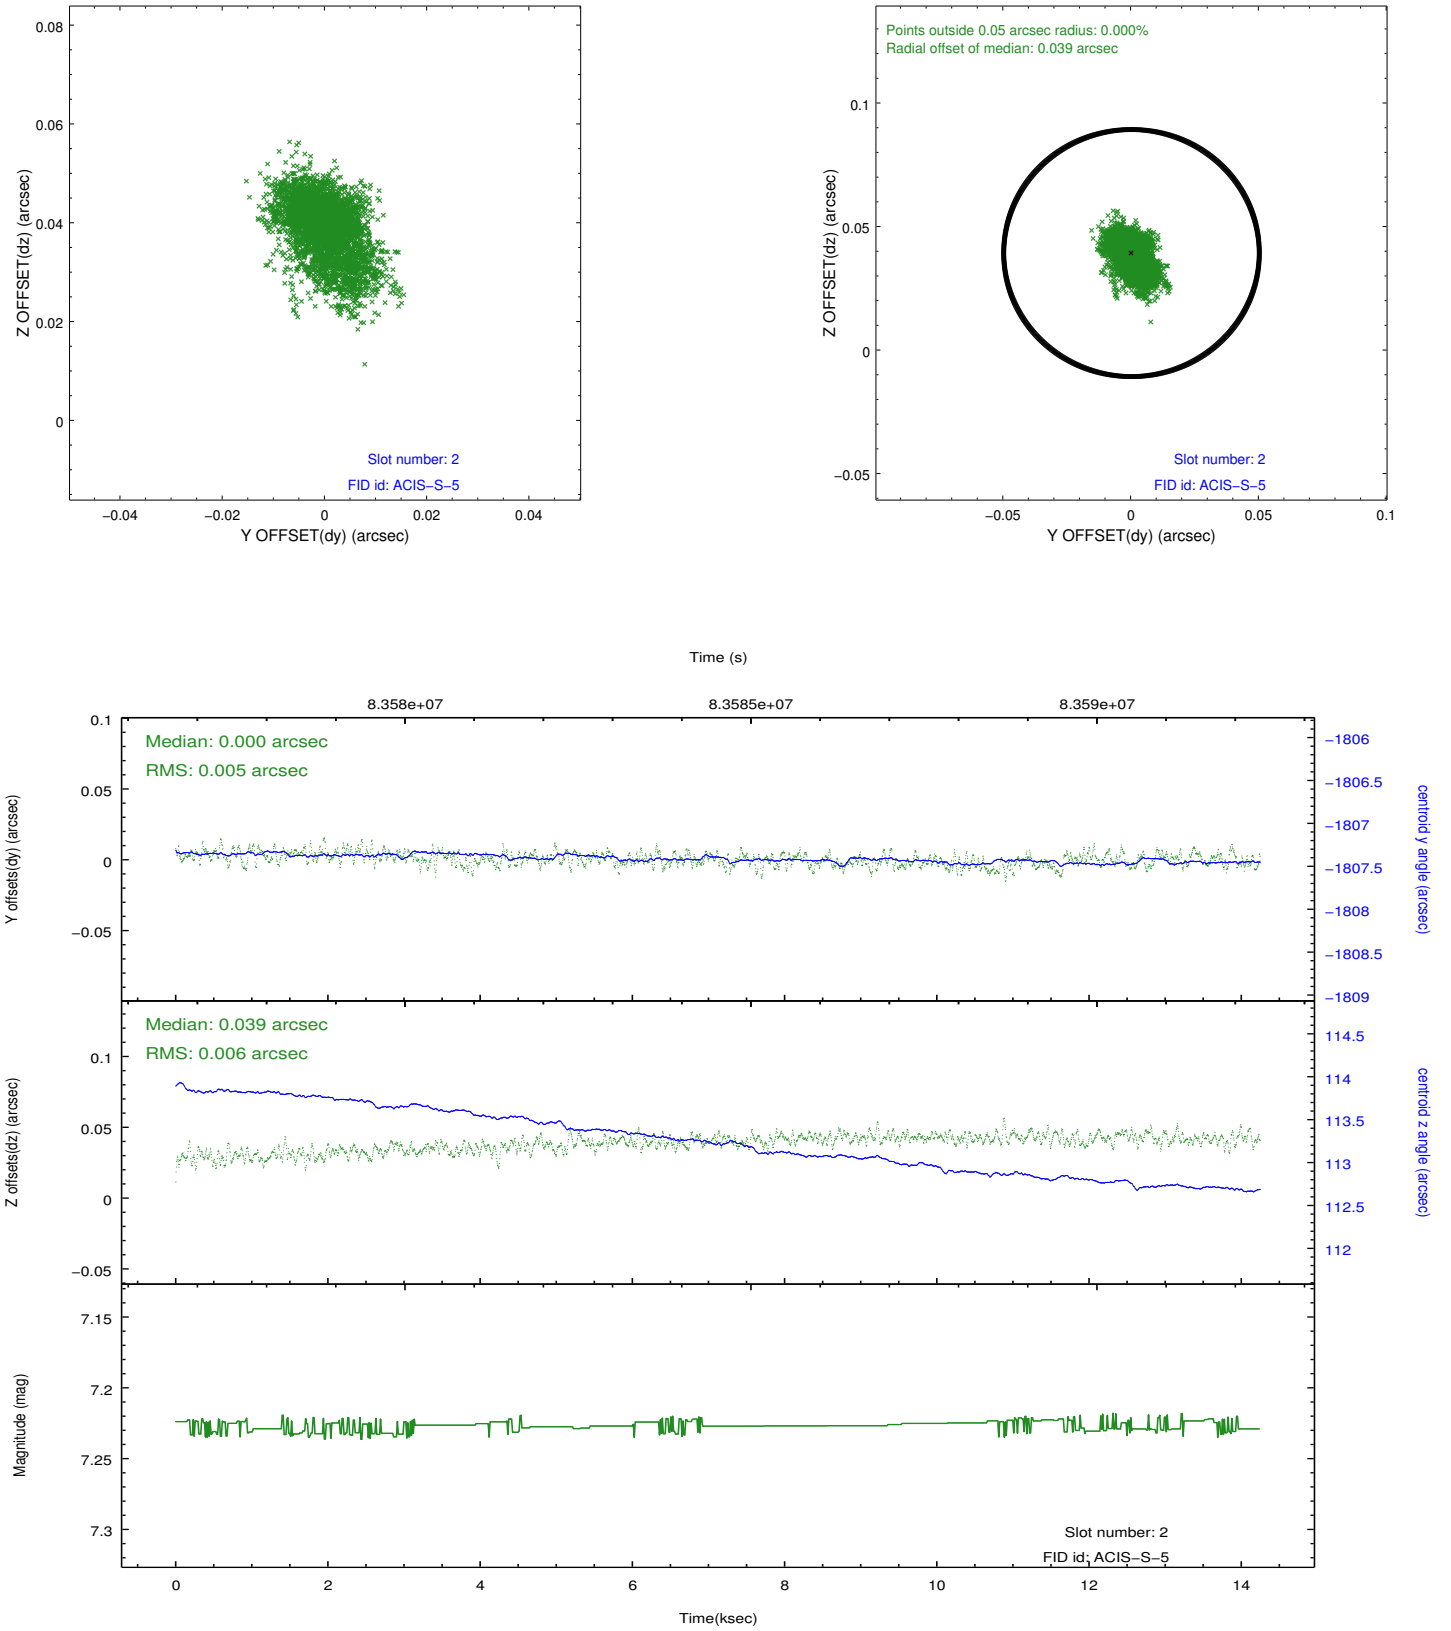 0.08
0.06
0.04
0.02
0
Z OFFSET(dz) (arcsec)
−0.04
−0.02
0
0.02
0.04
Y OFFSET(dy) (arcsec)
Slot number: 2
FID id: ACIS−S−5
Points outside 0.05 arcsec radius: 0.000%
Radial offset of median: 0.039 arcsec
0.1
0.05
0
−0.05
Z OFFSET(dz) (arcsec)
−0.05
0
0.05
0.1
Y OFFSET(dy) (arcsec)
Slot number: 2
FID id: ACIS−S−5
Time (s)
8.358e+07
8.3585e+07
8.359e+07
Median: 0.000 arcsec
RMS: 0.005 arcsec
0.1
0.05
0
−0.05
Y offsets(dy) (arcsec)
−1806
−1806.5
−1807
−1807.5
−1808
−1808.5
−1809
centroid y angle (arcsec)
Median: 0.039 arcsec
RMS: 0.006 arcsec
0.1
0.05
0
−0.05
Z offsets(dz) (arcsec)
114.5
114
113.5
113
112.5
112
centroid z angle (arcsec)
7.15
7.2
7.25
7.3
Magnitude (mag)
Slot number: 2
FID id: ACIS−S−5
0
2
4
6
8
10
12
14
Time(ksec)